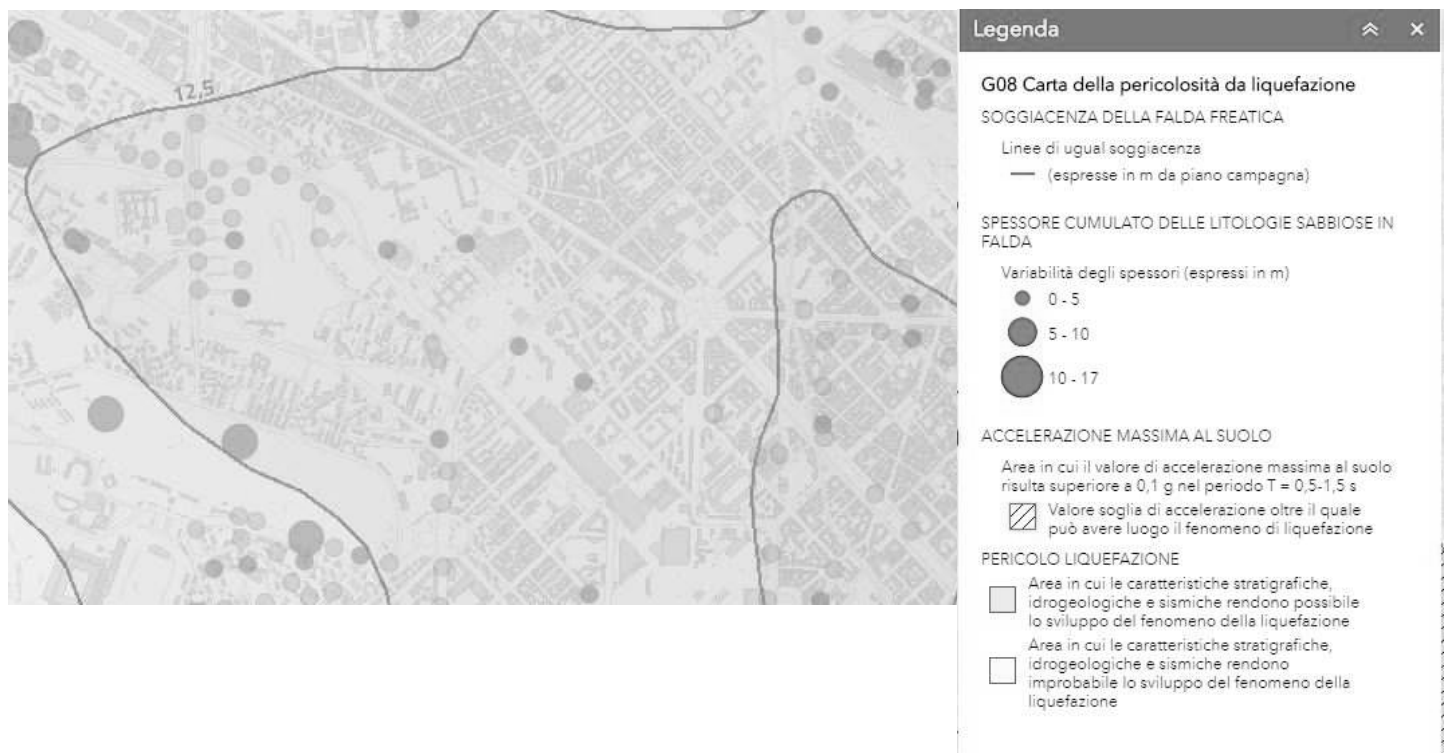 12,5
Legenda
G08 Carta della pericolosità da liquefazione
SOGGIACENZA DELLA FALDA FREATICA
Linee di ugual soggiacenza
(espresse in m da piano campagna)
SPESSORE CUMULATO DELLE LITOLOGIE SABBIOSE IN
FALDA
Variabilità degli spessori (espressi in m)
0 - 5
5 - 10
10 - 17
ACCELERAZIONE MASSIMA AL SUOLO
Area in cui il valore di accelerazione massima al suolo
risulta superiore a 0,1 g nel periodo T = 0,5-1,5 s
Valore soglia di accelerazione oltre il quale
può avere luogo il fenomeno di liquefazione
PERICOLO LIQUEFAZIONE
Area in cui le caratteristiche stratigrafiche,
idrogeologiche e sismiche rendono possibile
lo sviluppo del fenomeno della liquefazione
Area in cui le caratteristiche stratigrafiche,
idrogeologiche e sismiche rendono
improbabile lo sviluppo del fenomeno della
liquefazione